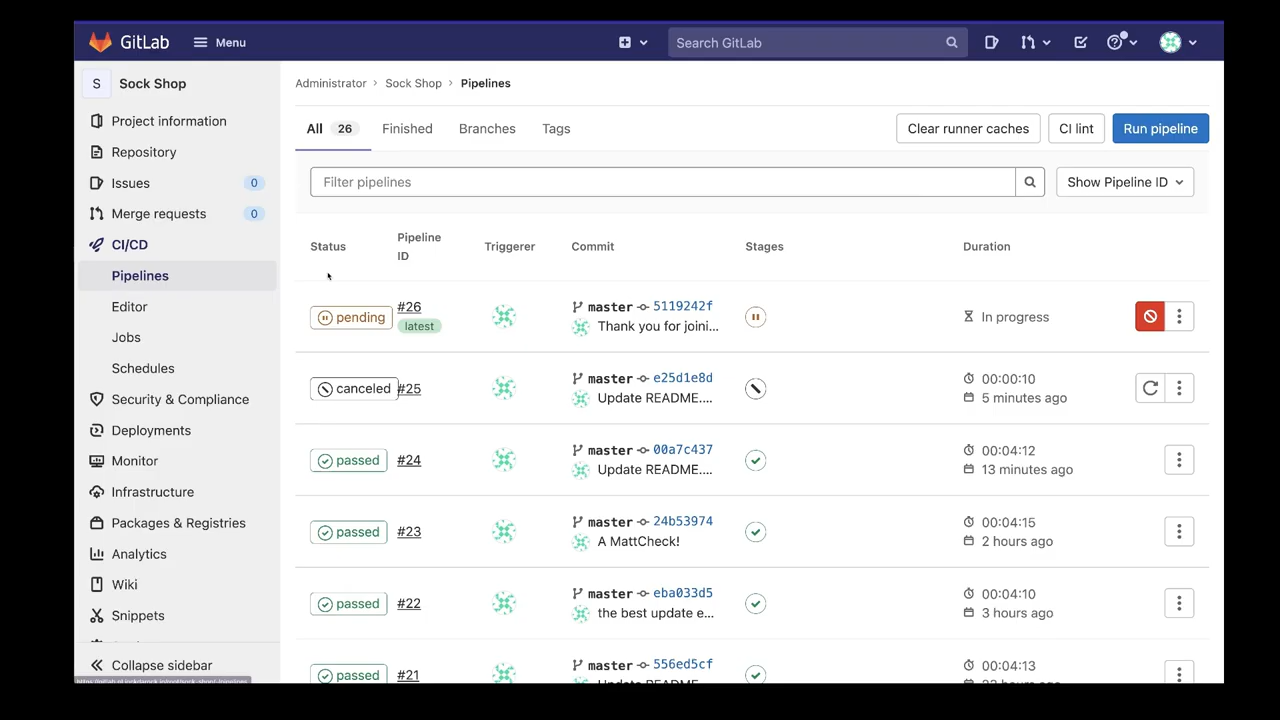 GitLab
Menu
Search GitLab
S
Sock Shop
Project information
Repository
Issues
0
Merge requests
0
CI/CD
Pipelines
Editor
Jobs
Schedules
Security & Compliance
Deployments
Monitor
Infrastructure
Packages & Registries
Analytics
Wiki
Snippets
Collapse sidebar
Administrator > Sock Shop > Pipelines
All 26
Finished
Branches
Tags
Clear runner caches
CI lint
Run pipeline
Filter pipelines
Show Pipeline ID
Status
Pipeline
ID
Triggerer
Commit
Stages
Duration
pending
#26
latest
master 5119242f
Thank you for joini...
In progress
canceled
#25
master e25d1e8d
Update README....
00:00:10
5 minutes ago
passed
#24
master 00a7c437
Update README....
00:04:12
13 minutes ago
passed
#23
master 24b53974
A MattCheck!
00:04:15
2 hours ago
passed
#22
master eba033d5
the best update e...
00:04:10
3 hours ago
passed
#21
master 556ed5cf
Update README
00:04:13